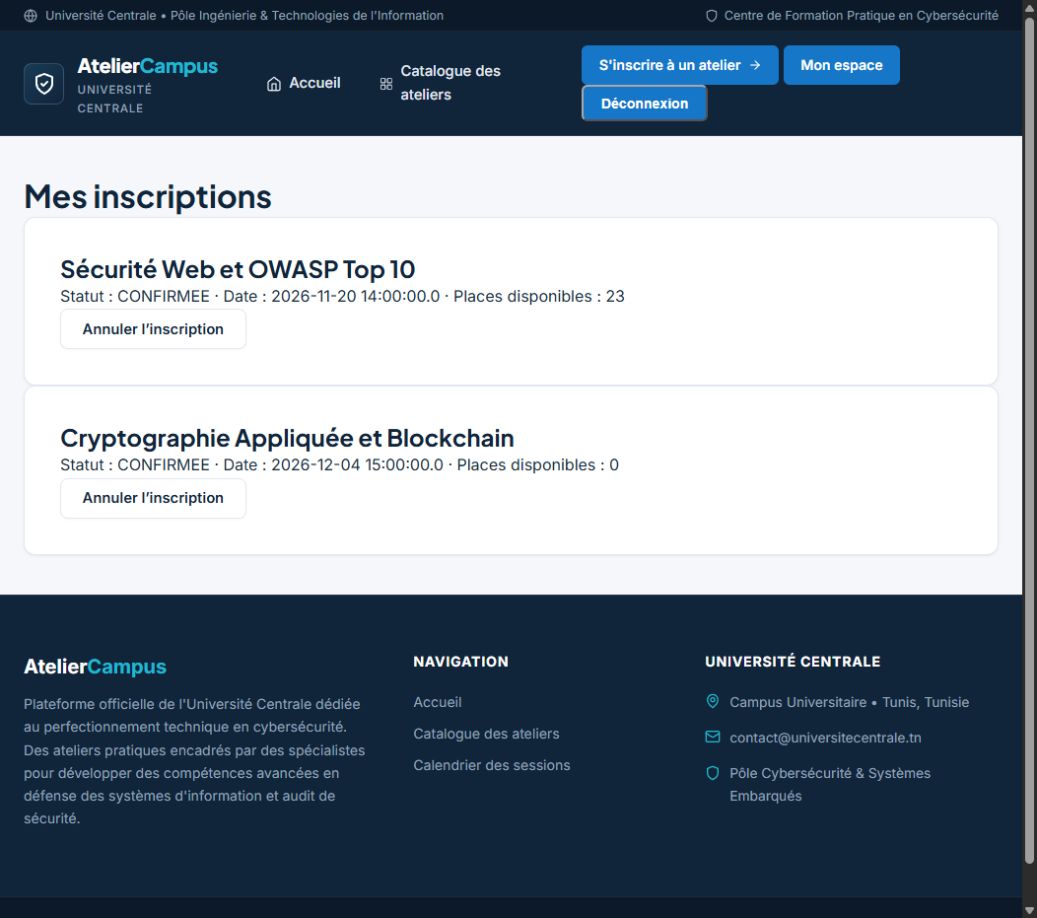 Université Centrale • Pôle Ingénierie & Technologies de l'Information
Centre de Formation Pratique en Cybersécurité
AtelierCampus
UNIVERSITÉ
CENTRALE
Accueil
Catalogue des
ateliers
S'inscrire à un atelier →
Mon espace
Déconnexion
Mes inscriptions
Sécurité Web et OWASP Top 10
Statut : CONFIRMEE · Date : 2026-11-20 14:00:00.0 · Places disponibles : 23
Annuler l’inscription
Cryptographie Appliquée et Blockchain
Statut : CONFIRMEE · Date : 2026-12-04 15:00:00.0 · Places disponibles : 0
Annuler l’inscription
AtelierCampus
Plateforme officielle de l'Université Centrale dédiée
au perfectionnement technique en cybersécurité.
Des ateliers pratiques encadrés par des spécialistes
pour développer des compétences avancées en
défense des systèmes d'information et audit de
sécurité.
NAVIGATION
Accueil
Catalogue des ateliers
Calendrier des sessions
UNIVERSITÉ CENTRALE
Campus Universitaire • Tunis, Tunisie
contact@universitecentrale.tn
Pôle Cybersécurité & Systèmes
Embarqués